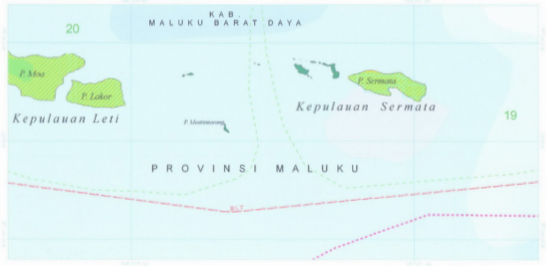 KAB.
MALUKU BARAT DAYA
20
P. Moa
P. Lakor
Kepulauan Leti
P. Sermata
Kepulauan Sermata
19
PROVINSI MALUKU